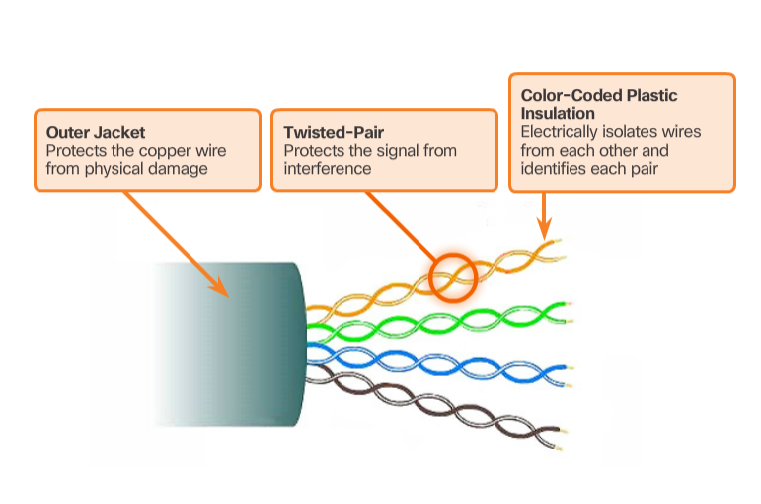 Outer Jacket
Protects the copper wire
from physical damage
Twisted-Pair
Protects the signal from
interference
Color-Coded Plastic
Insulation
Electrically isolates wires
from each other and
identifies each pair